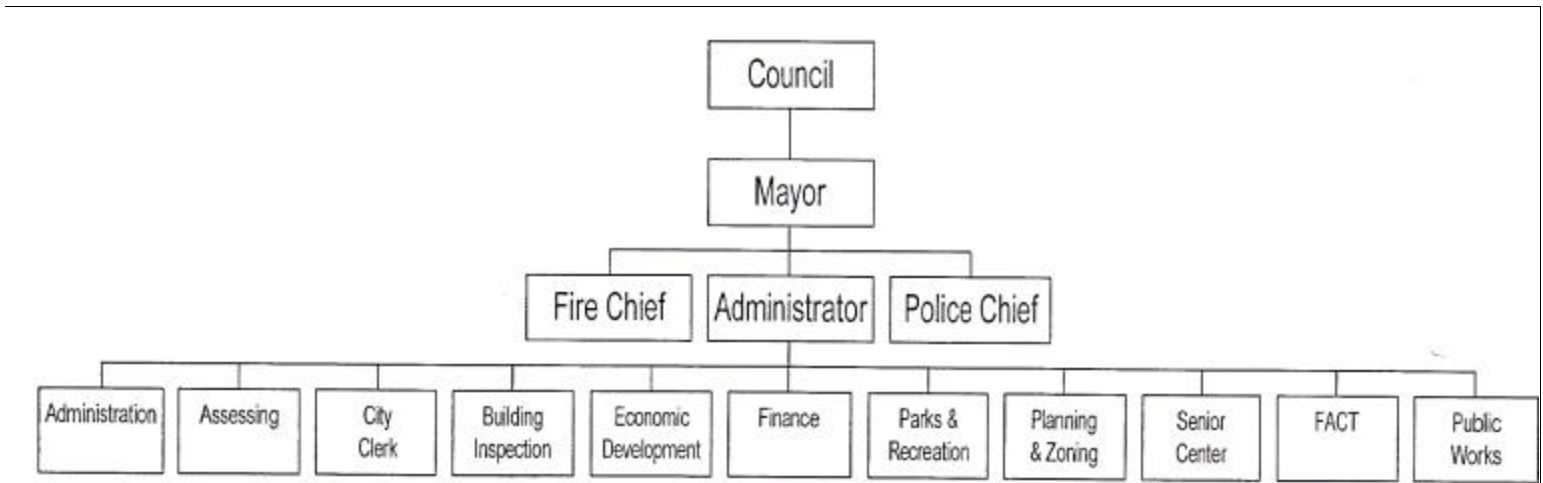 Council
Mayor
Fire Chief
Administrator
Police Chief
Administration
Assessing
City
Clerk
Building
Inspection
Economic
Development
Finance
Parks &
Recreation
Planning
& Zoning
Senior
Center
FACT
Public
Works